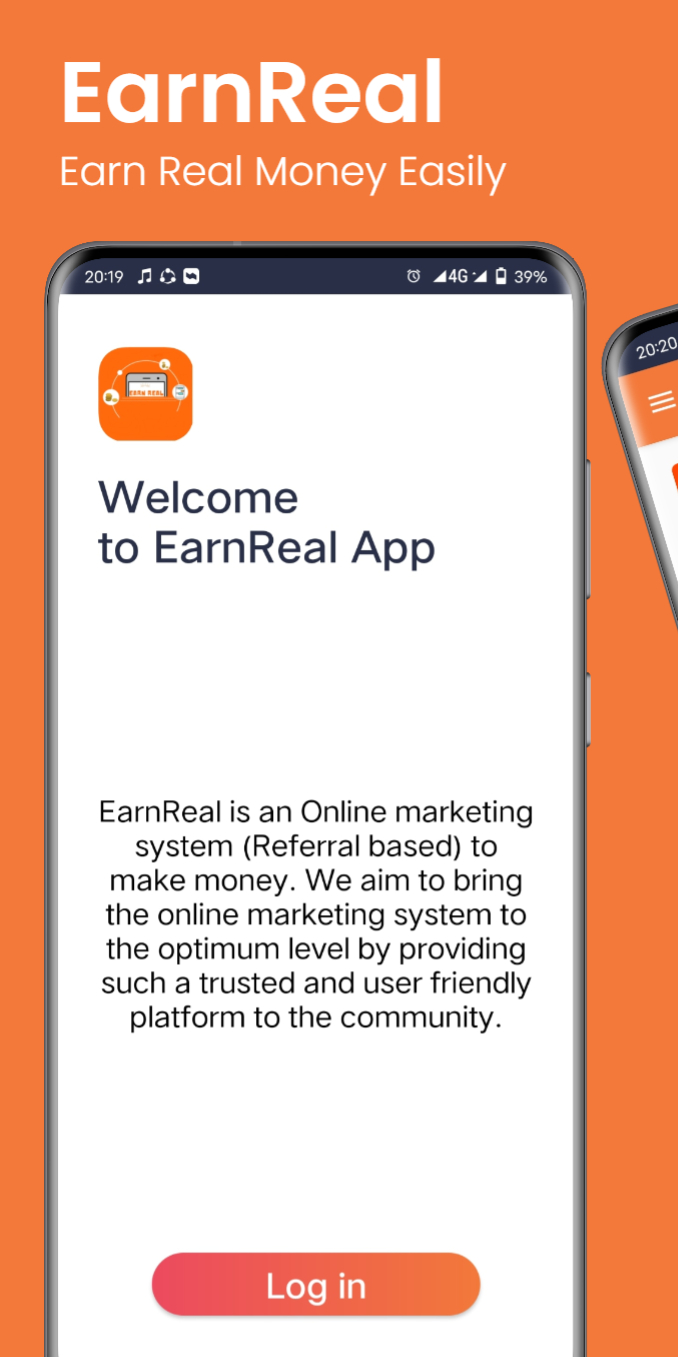 EarnReal
Earn Real Money Easily
20:19
4G
39%
20:20
EARN REAL
Welcome
to EarnReal App
EarnReal is an Online marketing
system (Referral based) to
make money. We aim to bring
the online marketing system to
the optimum level by providing
such a trusted and user friendly
platform to the community.
Log in